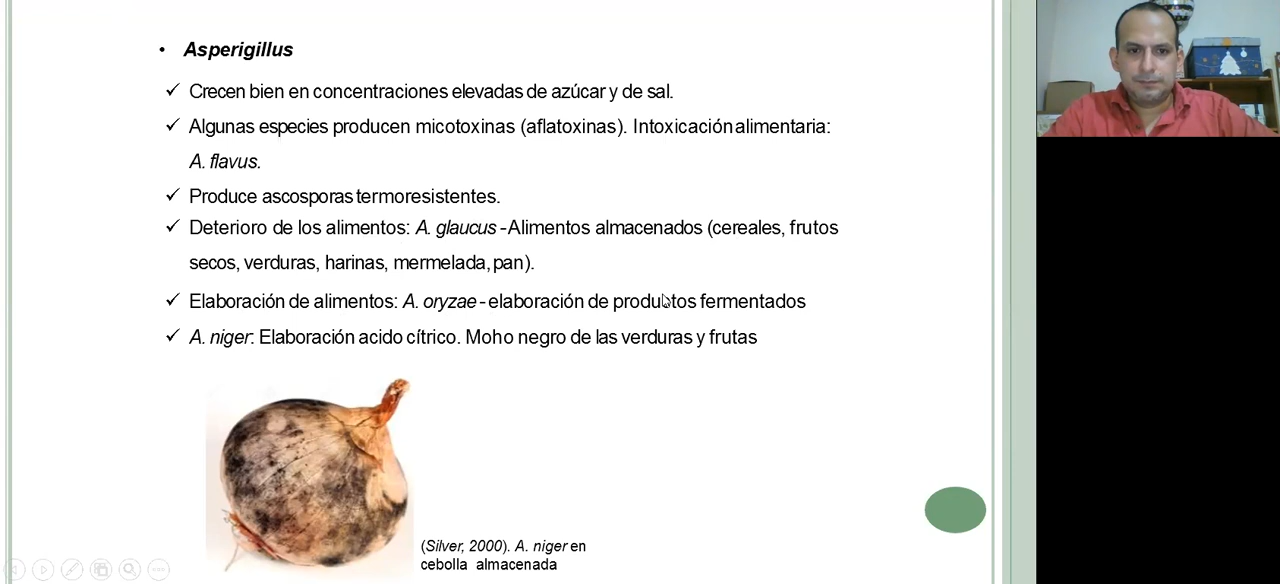 • Asperigillus
✓ Crecen bien en concentraciones elevadas de azúcar y de sal.
✓ Algunas especies producen micotoxinas (aflatoxinas). Intoxicación alimentaria:
A. flavus.
✓ Produce ascosporas termoresistentes.
✓ Deterioro de los alimentos: A. glaucus - Alimentos almacenados (cereales, frutos
secos, verduras, harinas, mermelada, pan).
✓ Elaboración de alimentos: A. oryzae - elaboración de produktos fermentados
✓ A. niger: Elaboración acido cítrico. Moho negro de las verduras y frutas
(Silver, 2000). A. niger en
cebolla almacenada